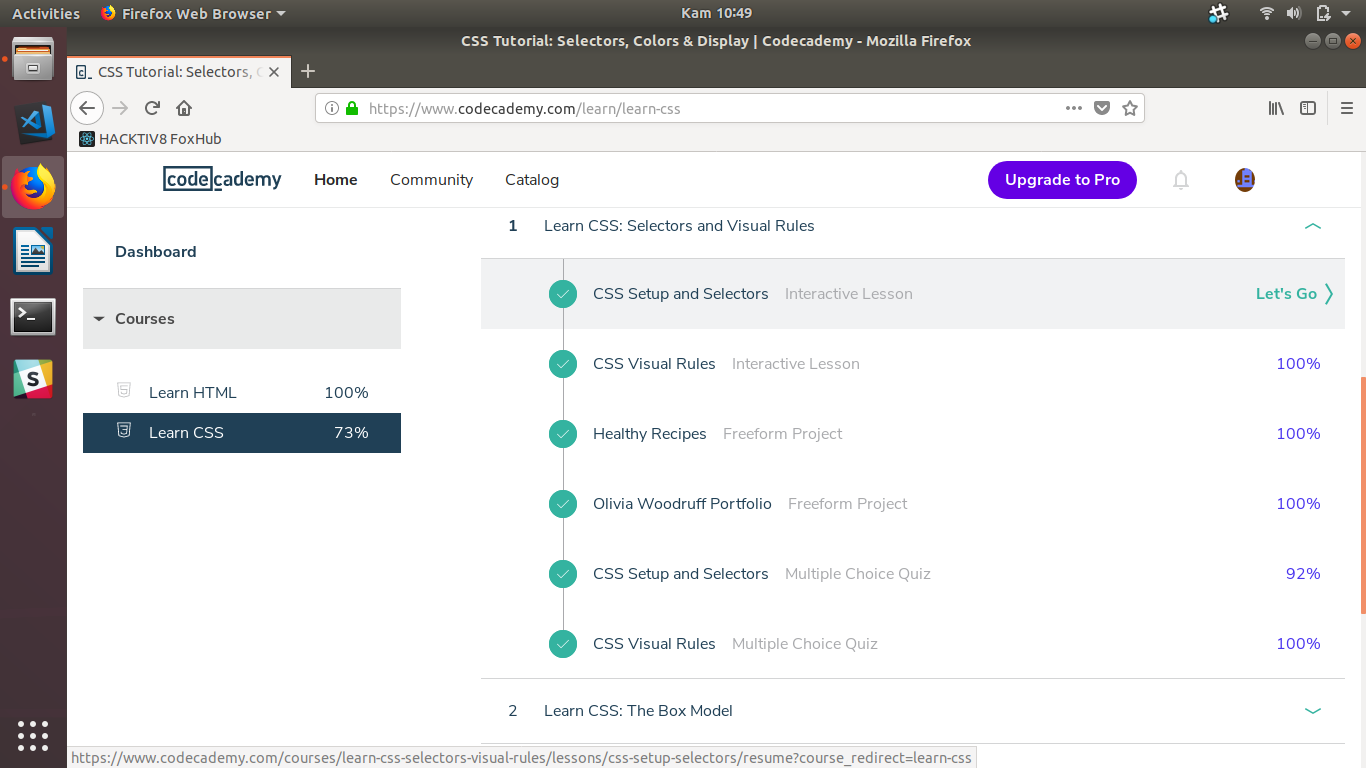 Activities Firefox Web Browser Kam 10:49
CSS Tutorial: Selectors, Colors & Display | Codecademy - Mozilla Firefox
CSS Tutorial: Selectors, C
https://www.codecademy.com/learn/learn-css
HACKTIV8 FoxHub
codecademy Home Community Catalog Upgrade to Pro
Dashboard
Courses
Learn HTML 100%
Learn CSS 73%
1 Learn CSS: Selectors and Visual Rules
CSS Setup and Selectors Interactive Lesson Let's Go
CSS Visual Rules Interactive Lesson 100%
Healthy Recipes Freeform Project 100%
Olivia Woodruff Portfolio Freeform Project 100%
CSS Setup and Selectors Multiple Choice Quiz 92%
CSS Visual Rules Multiple Choice Quiz 100%
2 Learn CSS: The Box Model
https://www.codecademy.com/courses/learn-css-selectors-visual-rules/lessons/css-setup-selectors/resume?course_redirect=learn-css